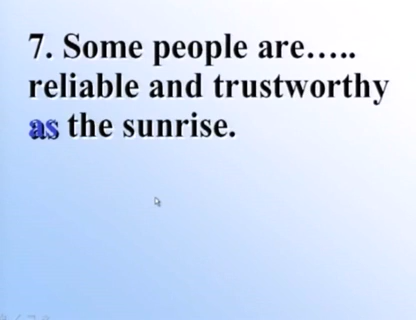 7. Some people are…..
reliable and trustworthy
as the sunrise.